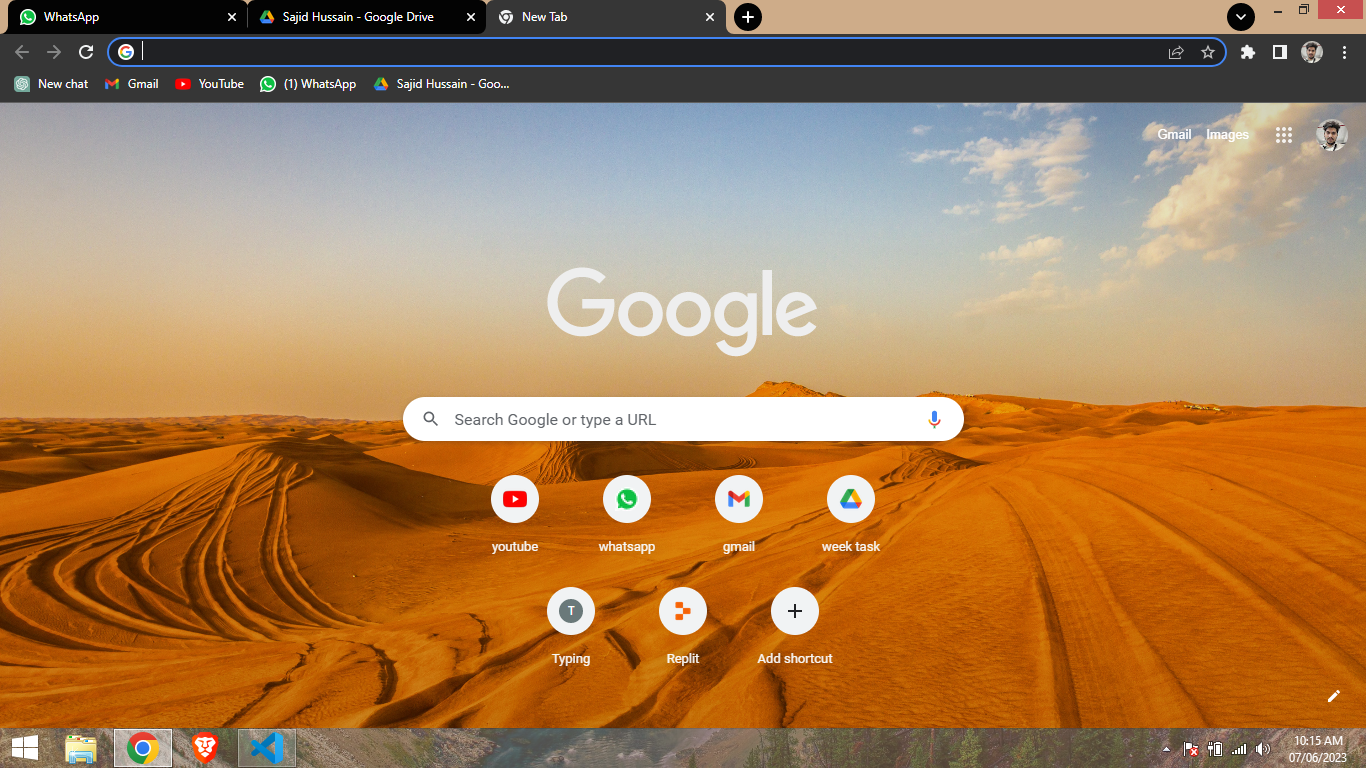 WhatsApp
Sajid Hussain - Google Drive
New Tab
New chat
Gmail
YouTube
(1) WhatsApp
Sajid Hussain - Goo...
Gmail
Images
Google
Search Google or type a URL
youtube
whatsapp
gmail
week task
T
Typing
Replit
Add shortcut
10:15 AM
07/06/2023